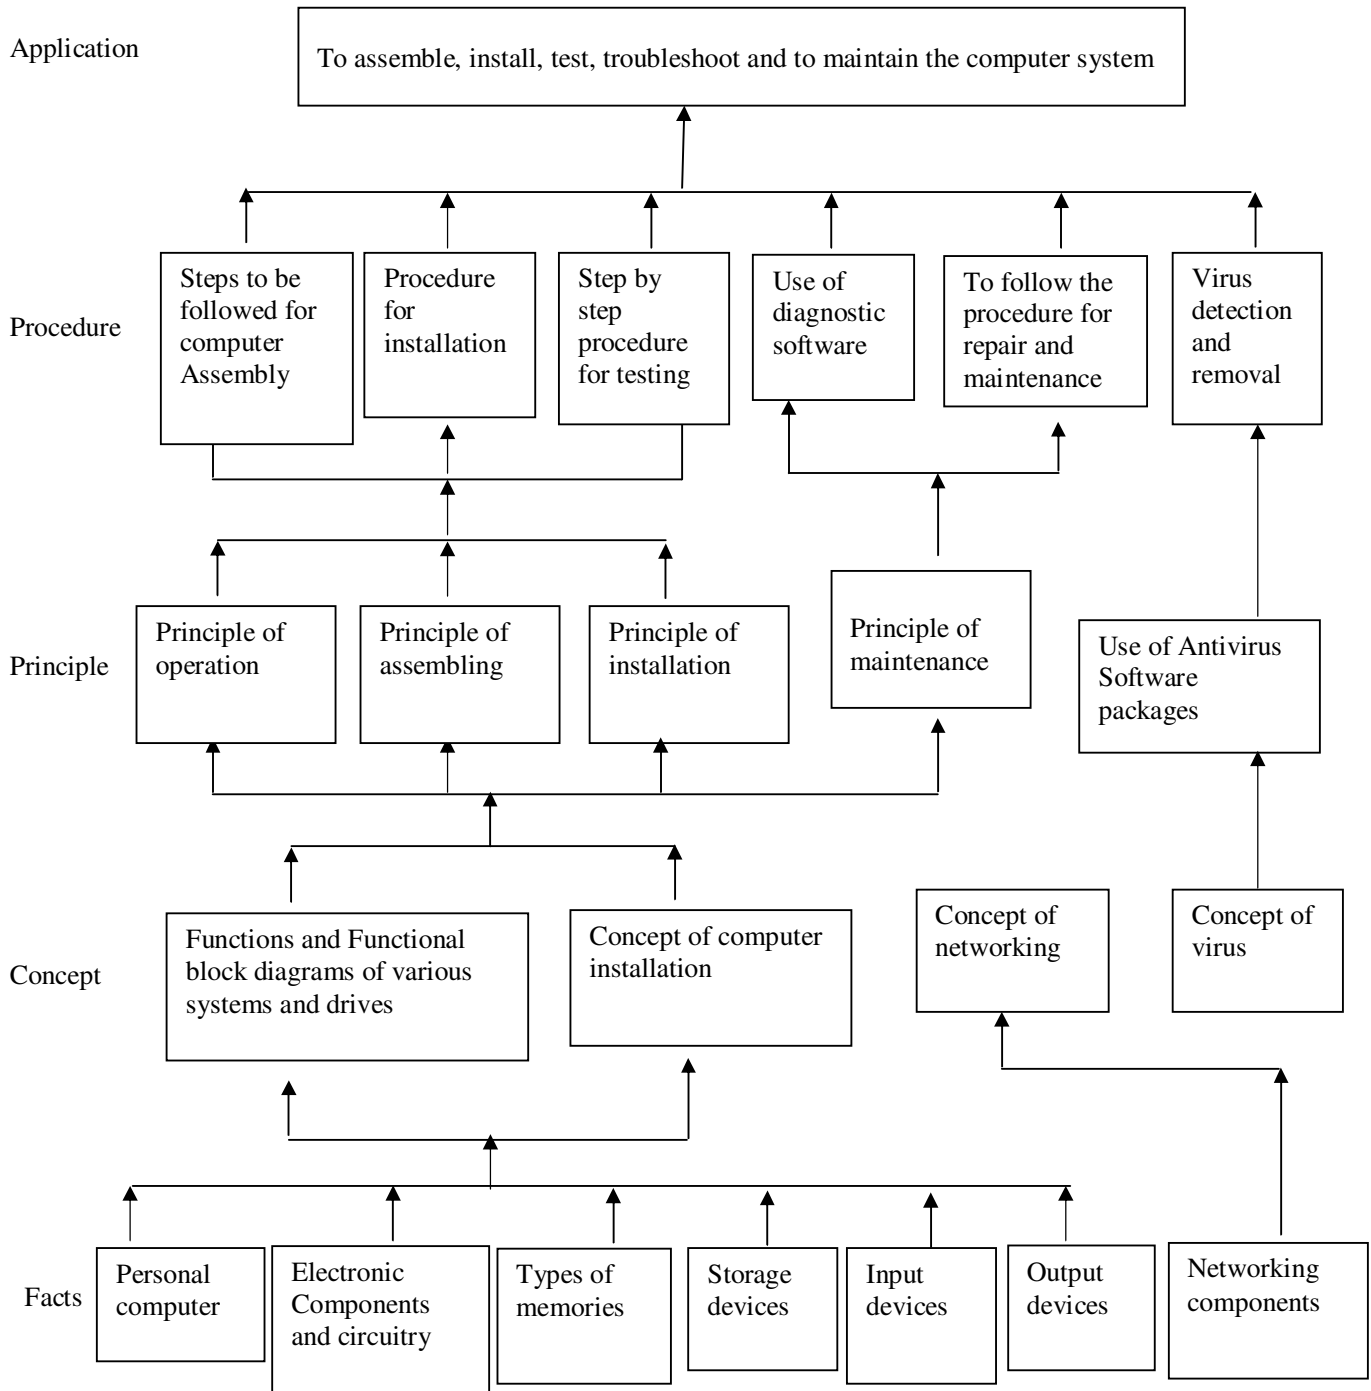 Application
To assemble, install, test, troubleshoot and to maintain the computer system
Procedure
Steps to be
followed for
computer
Assembly
Procedure
for
installation
Step by
step
procedure
for testing
Use of
diagnostic
software
To follow the
procedure for
repair and
maintenance
Virus
detection
and
removal
Principle
Principle of
operation
Principle of
assembling
Principle of
installation
Principle of
maintenance
Use of Antivirus
Software
packages
Concept
Functions and Functional
block diagrams of various
systems and drives
Concept of computer
installation
Concept of
networking
Concept of
virus
Facts
Personal
computer
Electronic
Components
and circuitry
Types of
memories
Storage
devices
Input
devices
Output
devices
Networking
components